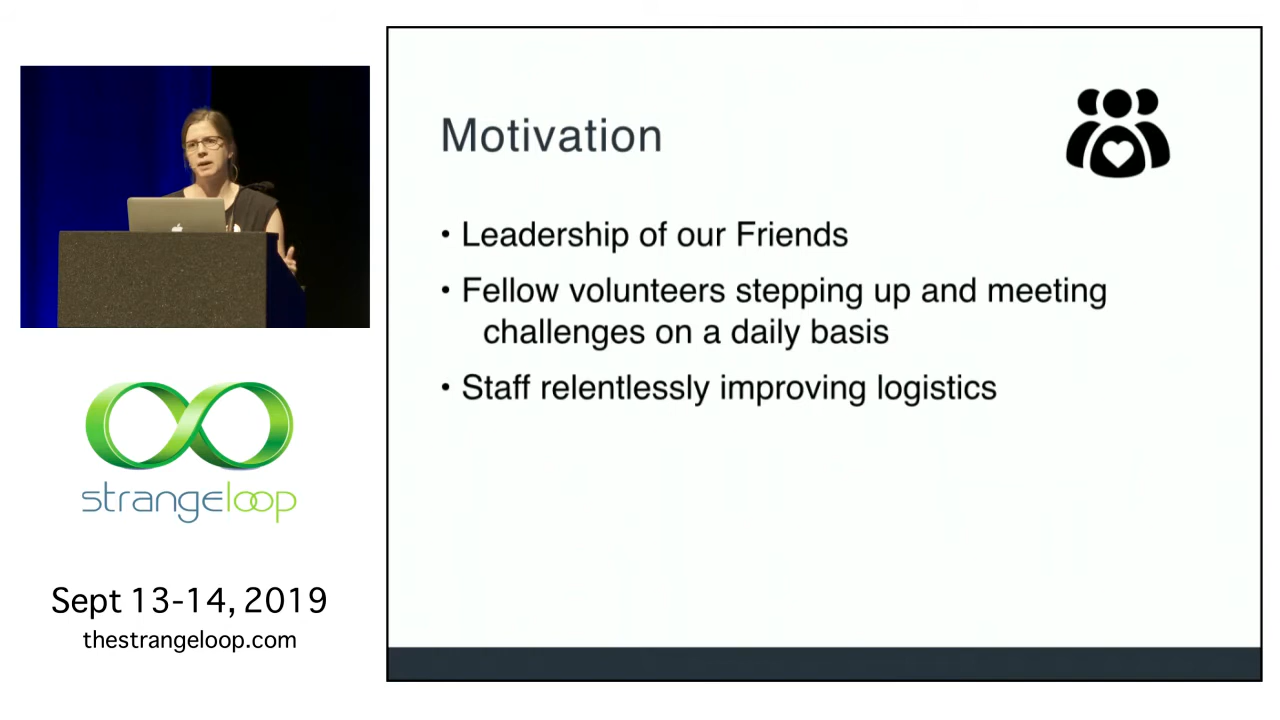 Motivation
• Leadership of our Friends
• Fellow volunteers stepping up and meeting
challenges on a daily basis
• Staff relentlessly improving logistics
strangeloop
Sept 13-14, 2019
thestrangeloop.com